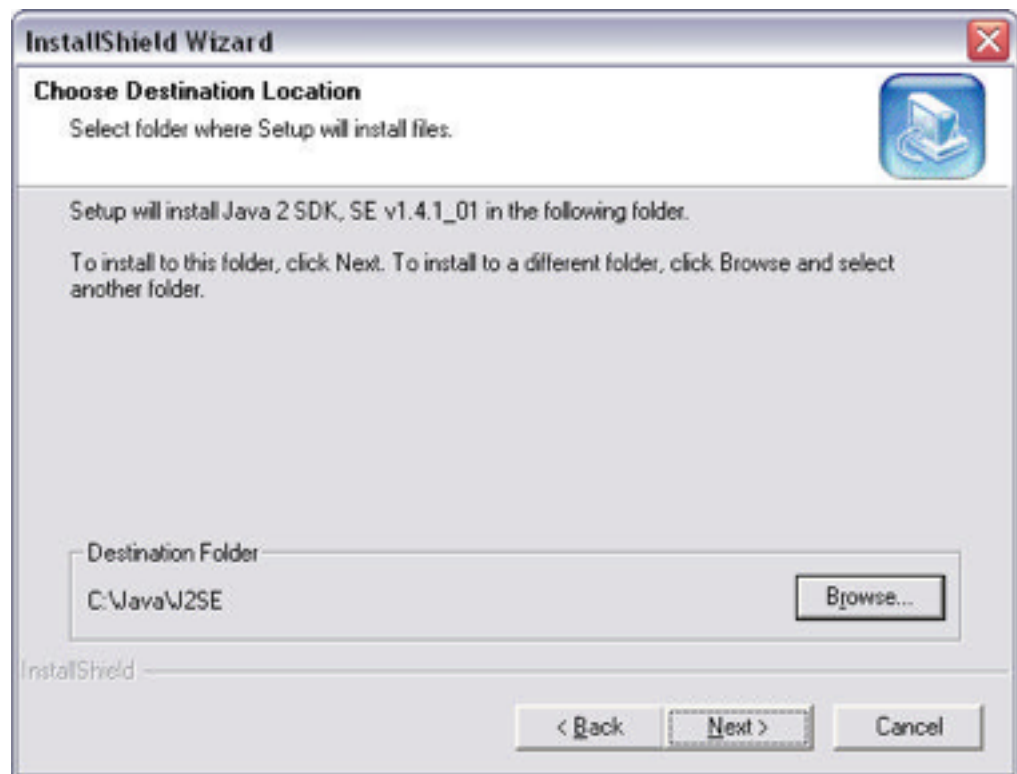 InstallShield Wizard
Choose Destination Location
Select folder where Setup will install files.
Setup will install Java 2 SDK, SE v1.4.1_01 in the following folder.
To install to this folder, click Next. To install to a different folder, click Browse and select
another folder.
Destination Folder
C:\Java\J2SE
Browse...
InstallShield
< Back
Next >
Cancel